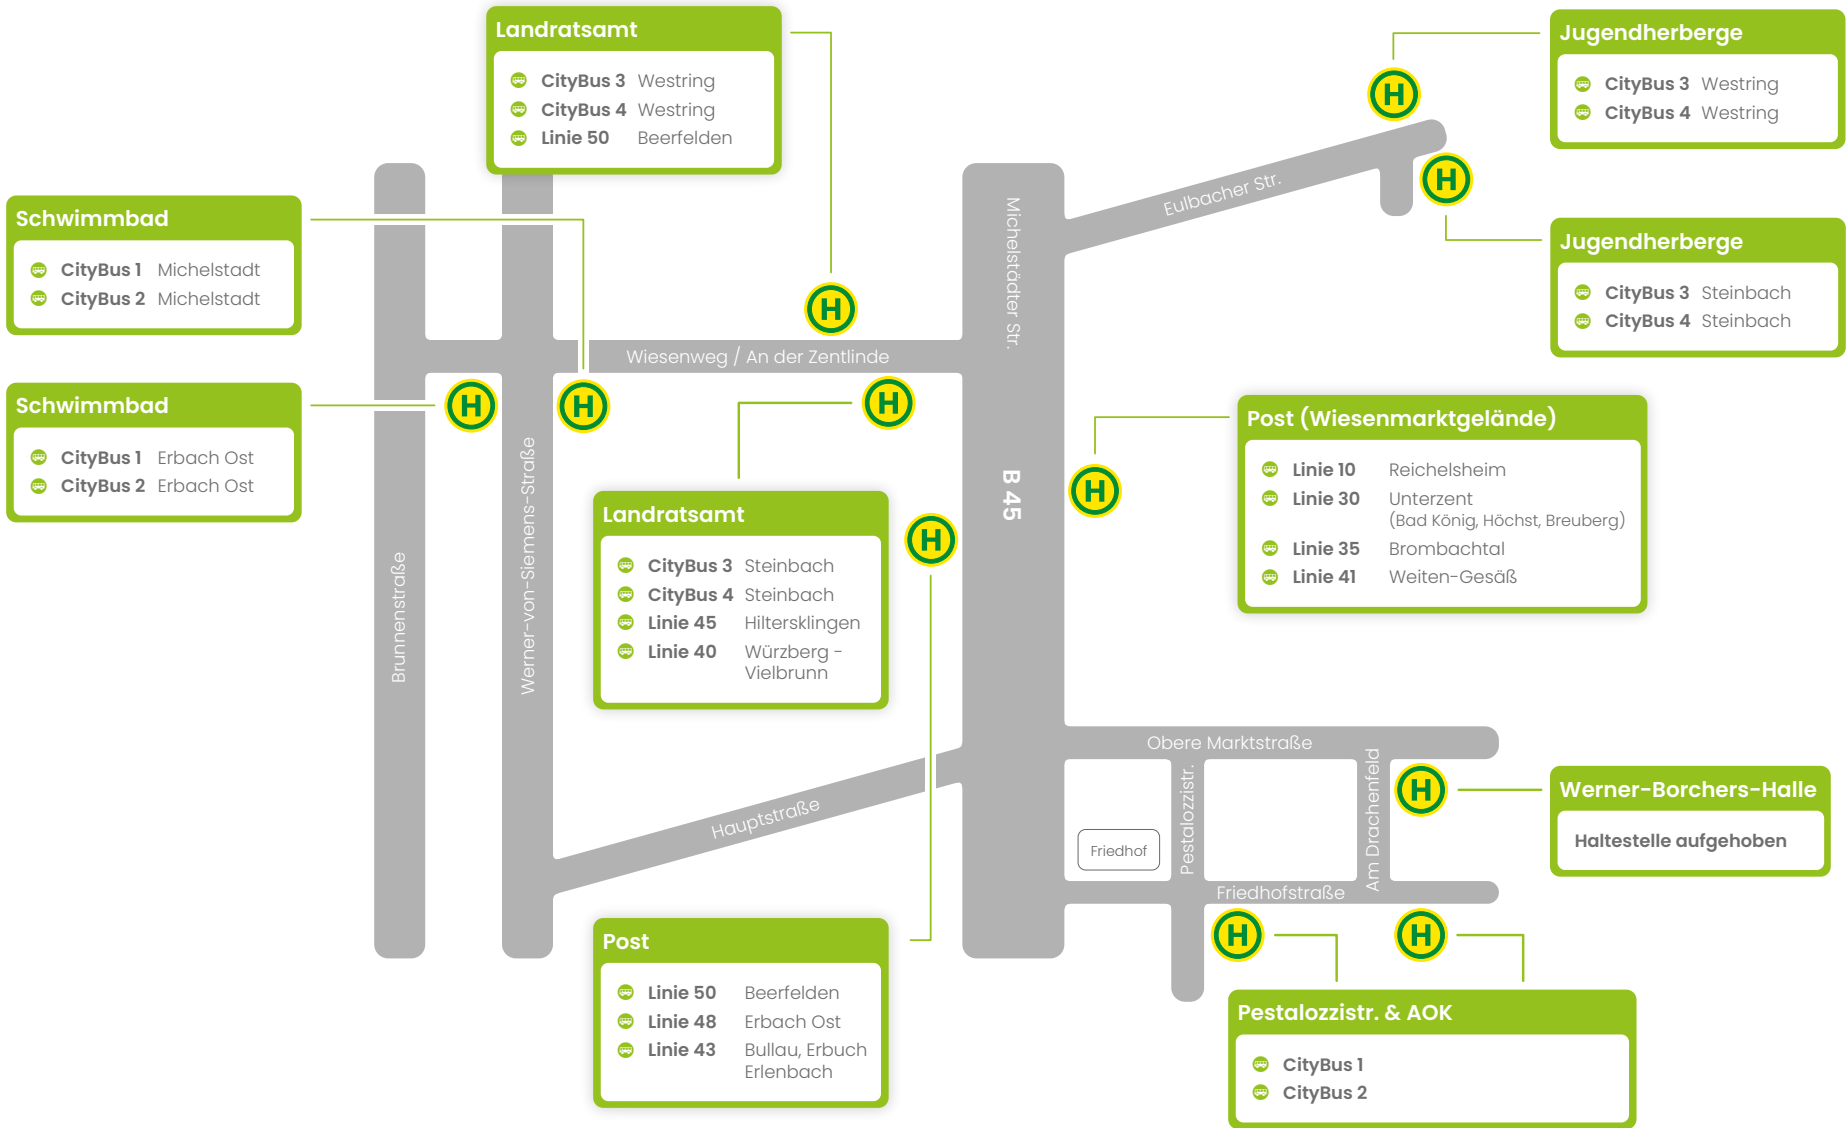 Landratsamt
CityBus 3 Westring
CityBus 4 Westring
Linie 50 Beerfelden
Jugendherberge
CityBus 3 Westring
CityBus 4 Westring
H
H
Eulbacher Str.
Michelstädter Str.
Schwimmbad
CityBus 1 Michelstadt
CityBus 2 Michelstadt
Jugendherberge
CityBus 3 Steinbach
CityBus 4 Steinbach
H
Wiesenweg / An der Zentlinde
Schwimmbad
CityBus 1 Erbach Ost
CityBus 2 Erbach Ost
H
H
H
Post (Wiesenmarktgelände)
Linie 10 Reichelsheim
Linie 30 Unterzent
(Bad König, Höchst, Breuberg)
Linie 35 Brombachtal
Linie 41 Weiten-Gesäß
H
B 45
Werner-von-Siemens-Straße
Brunnenstraße
Landratsamt
CityBus 3 Steinbach
CityBus 4 Steinbach
Linie 45 Hiltersklingen
Linie 40 Würzberg -
Vielbrunn
H
Obere Marktstraße
Hauptstraße
Pestalozzistr.
Am Drachenfeld
H
Werner-Borchers-Halle
Haltestelle aufgehoben
Friedhof
Friedhofstraße
H
H
Post
Linie 50 Beerfelden
Linie 48 Erbach Ost
Linie 43 Bullau, Erbuch
Erlenbach
Pestalozzistr. & AOK
CityBus 1
CityBus 2